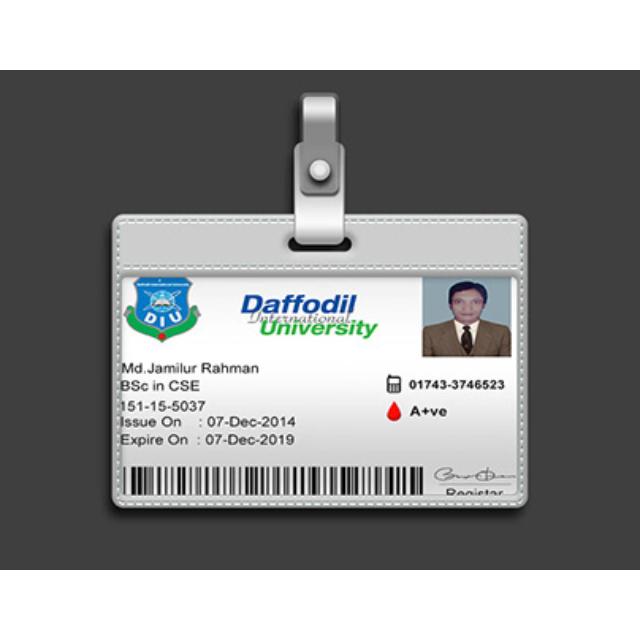 DIU
Daffodil
International
University
Md.Jamilur Rahman
BSc in CSE
151-15-5037
Issue On : 07-Dec-2014
Expire On : 07-Dec-2019
01743-3746523
A+ve
Registar